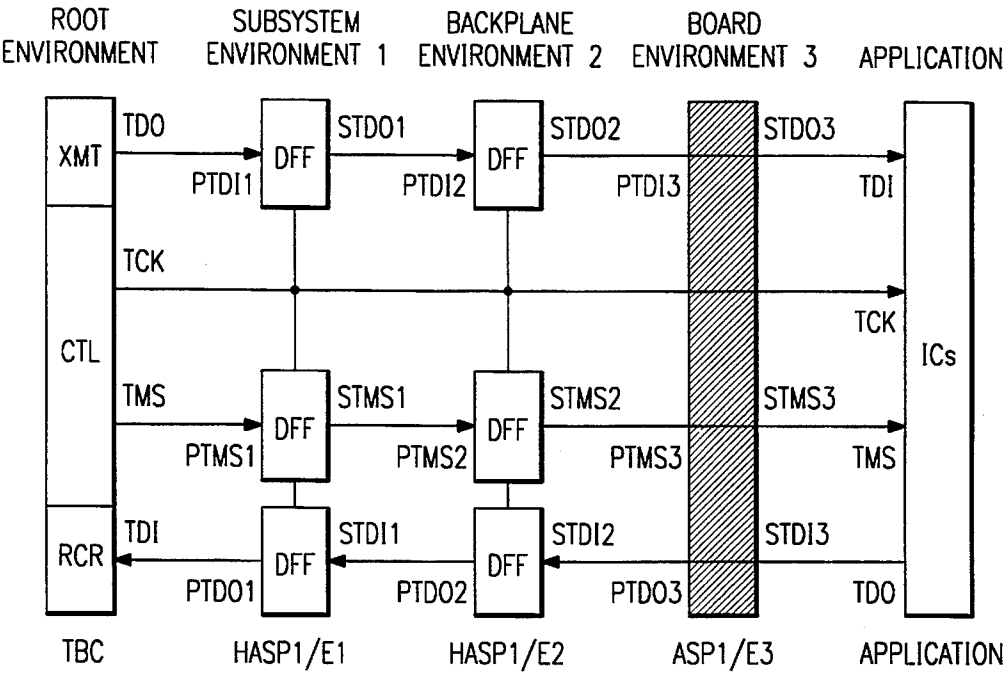 ROOT ENVIRONMENT
SUBSYSTEM ENVIRONMENT 1
BACKPLANE ENVIRONMENT 2
BOARD ENVIRONMENT 3
APPLICATION
XMT
TDO
PTDI1
DFF
STDO1
PTDI2
DFF
STDO2
PTDI3
STDO3
TDI
TCK
TCK
CTL
ICs
TMS
PTMS1
DFF
STMS1
PTMS2
DFF
STMS2
PTMS3
STMS3
TMS
RCR
TDI
PTDO1
DFF
STDI1
PTDO2
DFF
STDI2
PTDO3
STDI3
TDO
TBC
HASP1/E1
HASP1/E2
ASP1/E3
APPLICATION